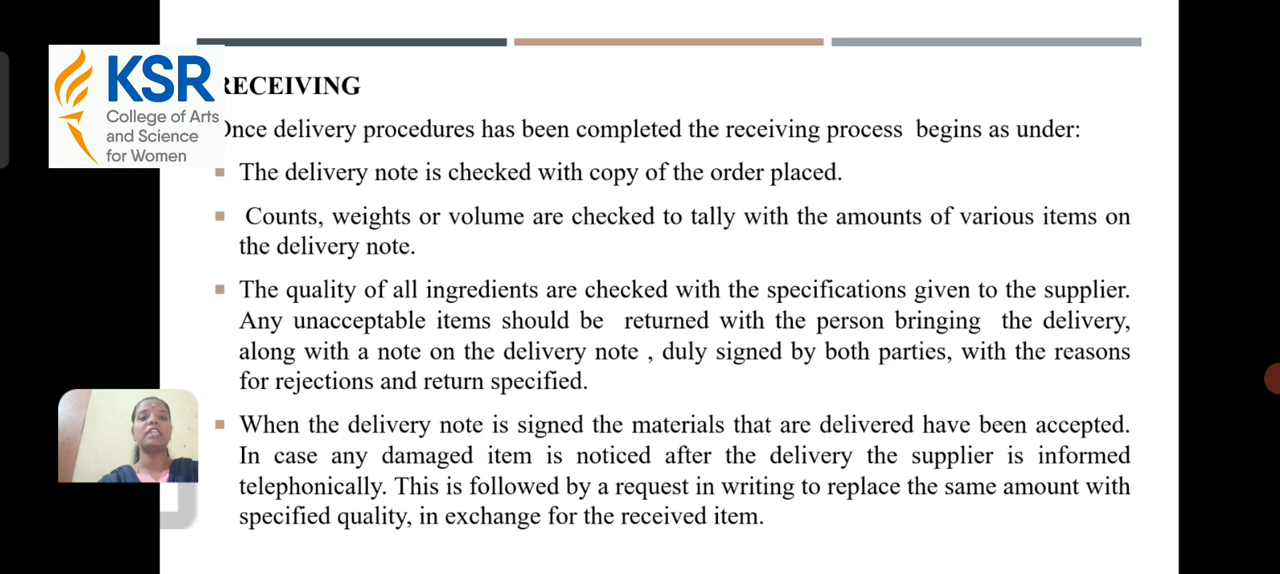 KSR
College of Arts
and Science
for Women
RECEIVING
Once delivery procedures has been completed the receiving process begins as under:
The delivery note is checked with copy of the order placed.
Counts, weights or volume are checked to tally with the amounts of various items on
the delivery note.
The quality of all ingredients are checked with the specifications given to the supplier.
Any unacceptable items should be returned with the person bringing the delivery,
along with a note on the delivery note , duly signed by both parties, with the reasons
for rejections and return specified.
When the delivery note is signed the materials that are delivered have been accepted.
In case any damaged item is noticed after the delivery the supplier is informed
telephonically. This is followed by a request in writing to replace the same amount with
specified quality, in exchange for the received item.